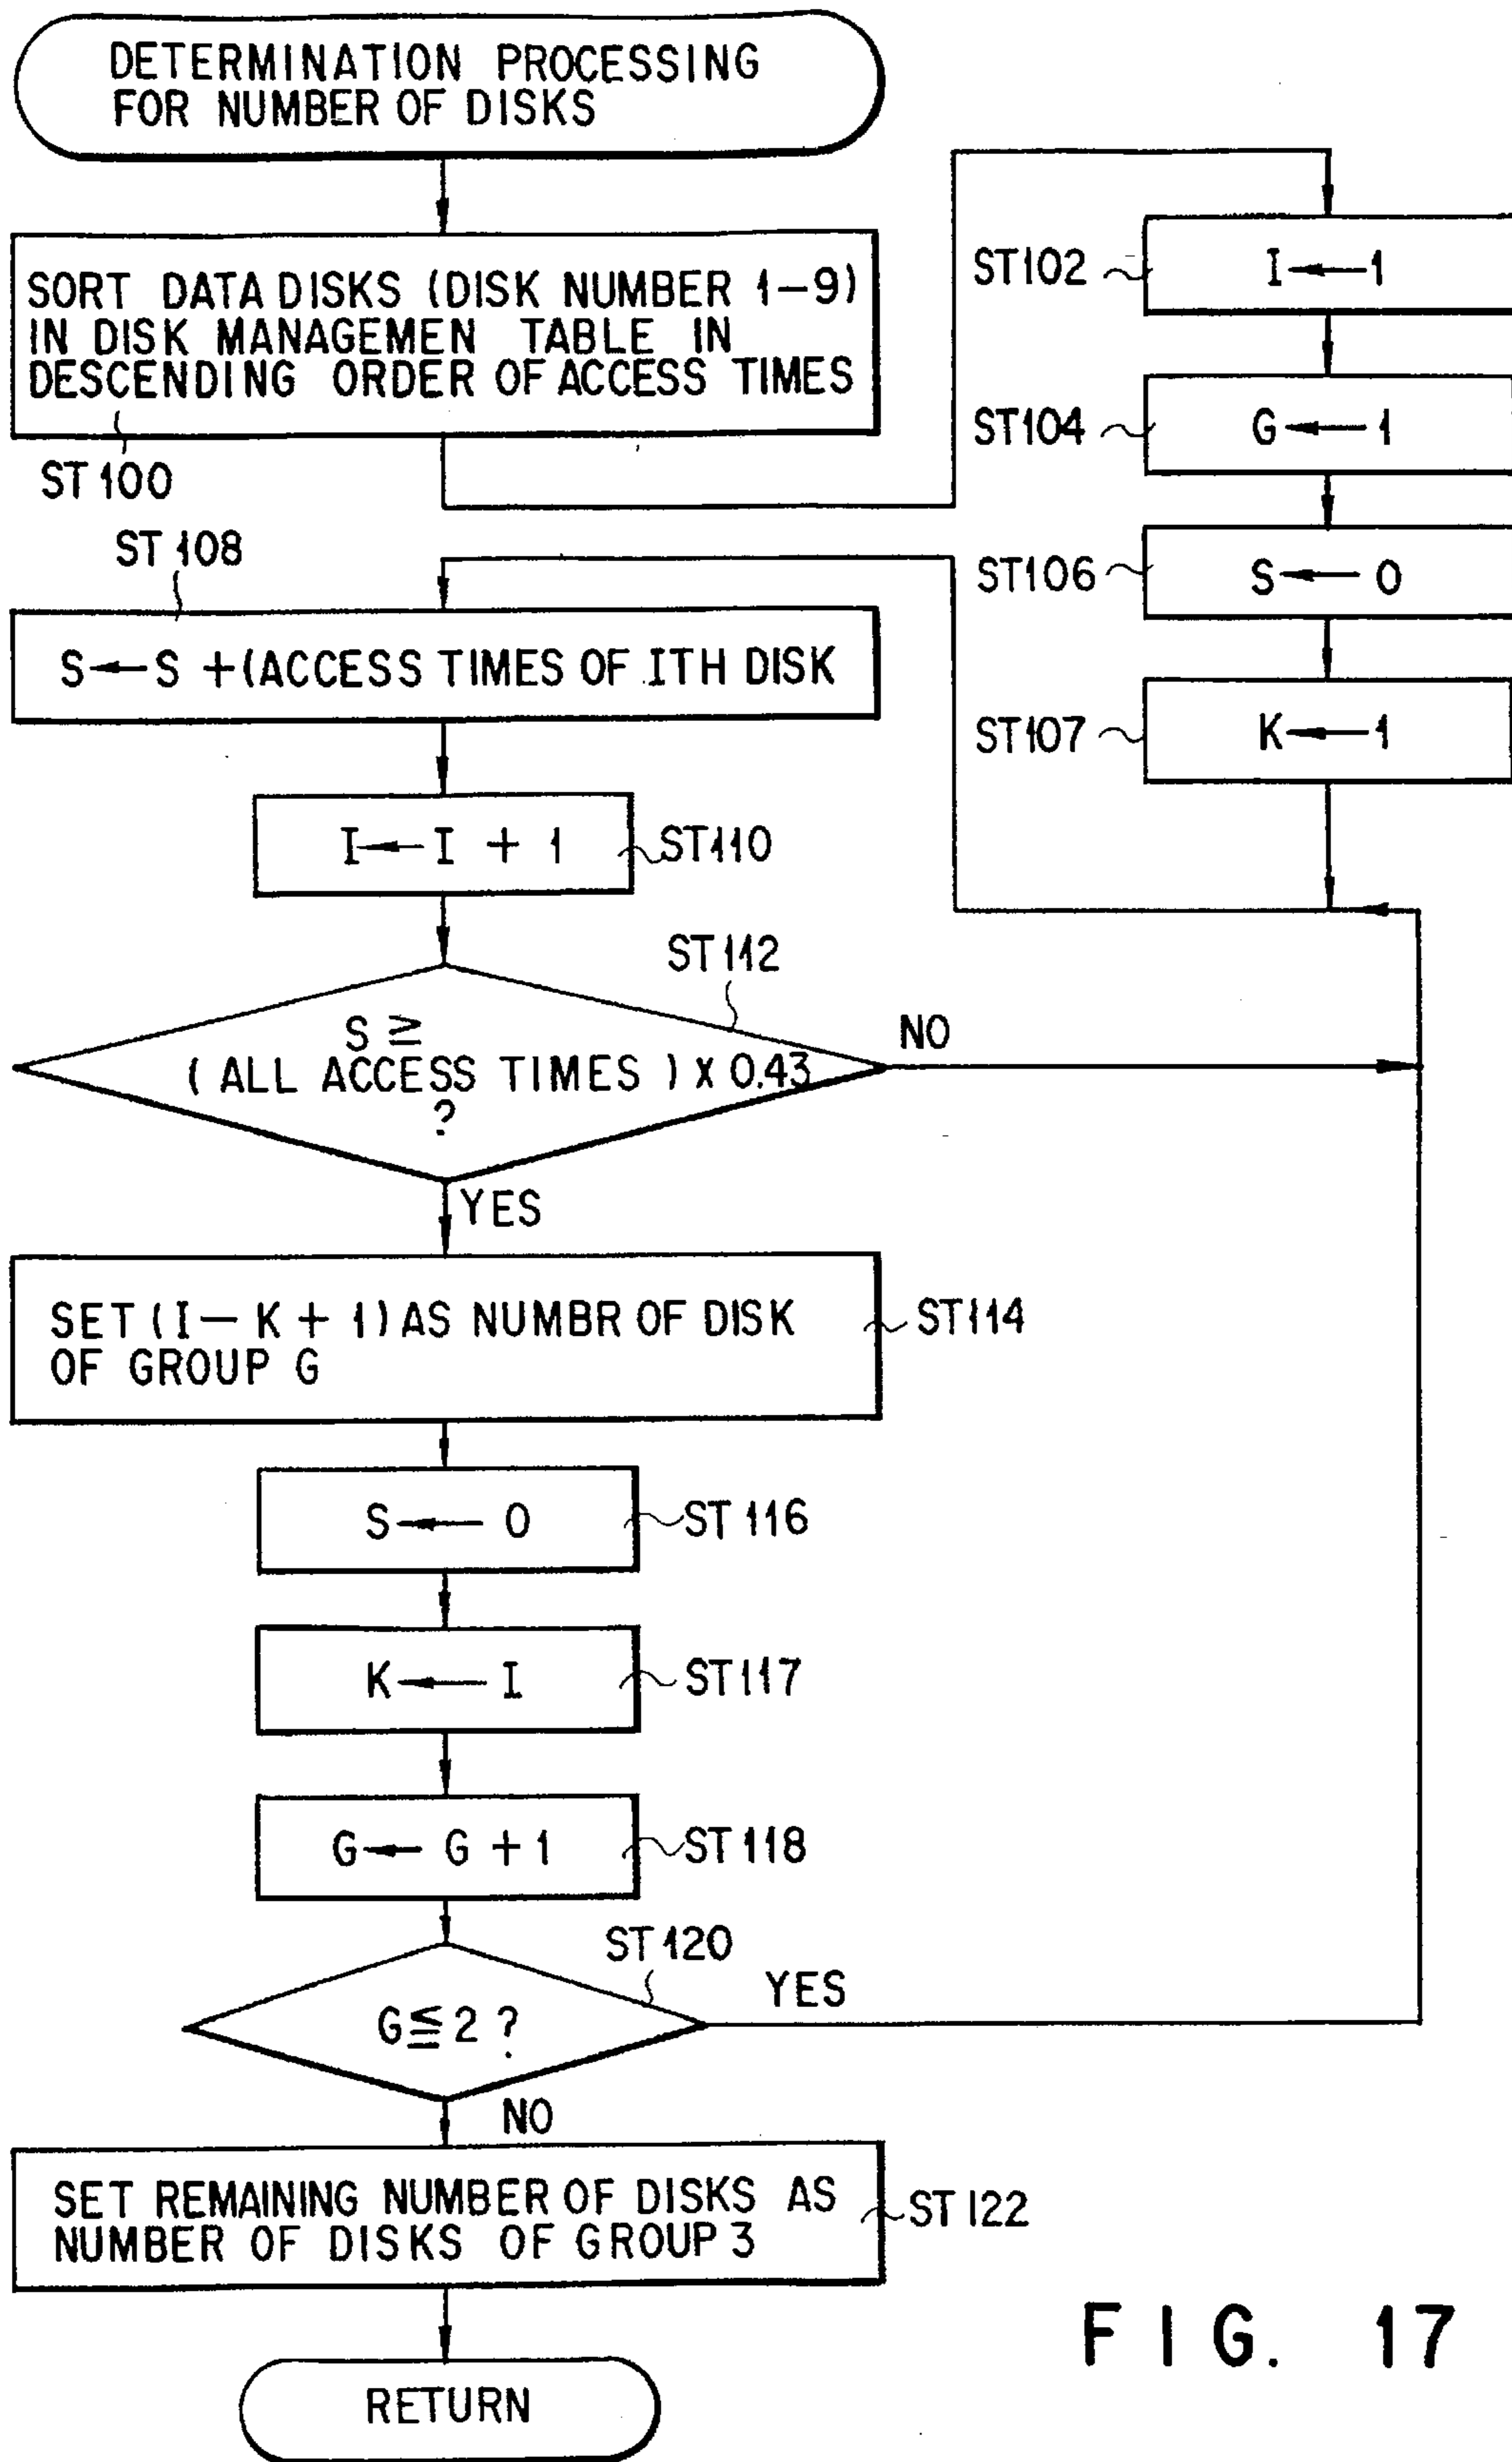 DETERMINATION PROCESSING
FOR NUMBER OF DISKS
SORT DATA DISKS (DISK NUMBER 1-9)
IN DISK MANAGEMEN TABLE IN
DESCENDING ORDER OF ACCESS TIMES
ST100
ST102
I←1
ST104
G←1
ST106
S←0
ST107
K←1
ST108
S←S +(ACCESS TIMES OF ITH DISK
I←I + 1
ST110
ST112
S ≧
( ALL ACCESS TIMES ) X 0.43
?
NO
YES
SET (I - K + 1) AS NUMBR OF DISK
OF GROUP G
ST114
S← 0
ST116
K← I
ST117
G← G + 1
ST118
ST120
G≦2 ?
YES
NO
SET REMAINING NUMBER OF DISKS AS
NUMBER OF DISKS OF GROUP 3
ST122
RETURN
FIG. 17